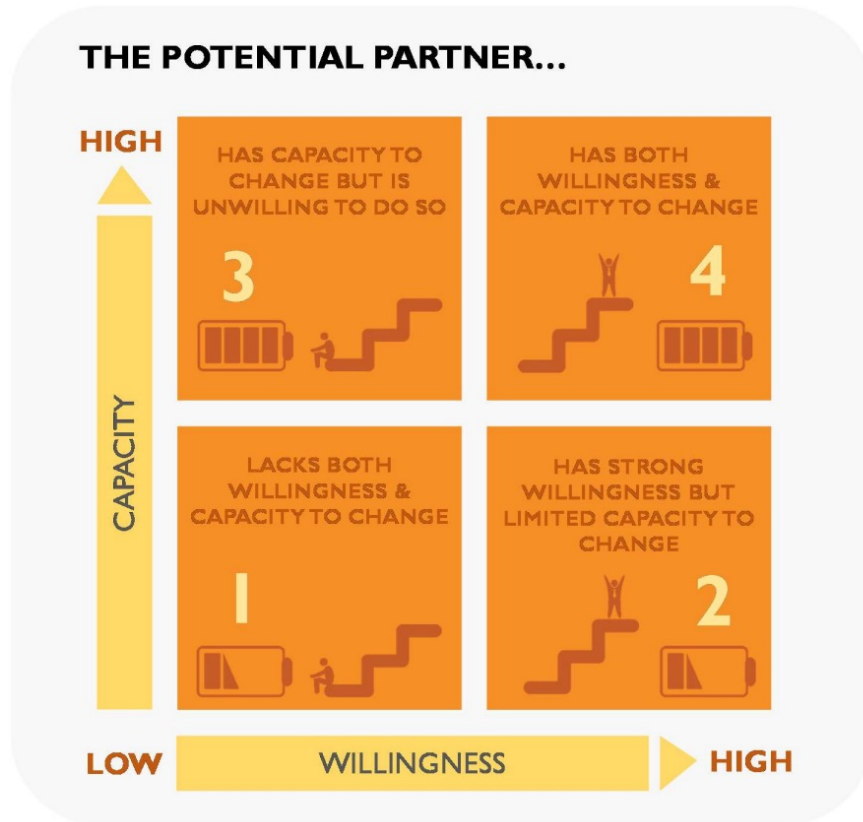 THE POTENTIAL PARTNER...
HIGH
HAS CAPACITY TO
CHANGE BUT IS
UNWILLING TO DO SO
3
HAS BOTH
WILLINGNESS &
CAPACITY TO CHANGE
4
CAPACITY
LACKS BOTH
WILLINGNESS &
CAPACITY TO CHANGE
1
HAS STRONG
WILLINGNESS BUT
LIMITED CAPACITY TO
CHANGE
2
LOW
WILLINGNESS
HIGH